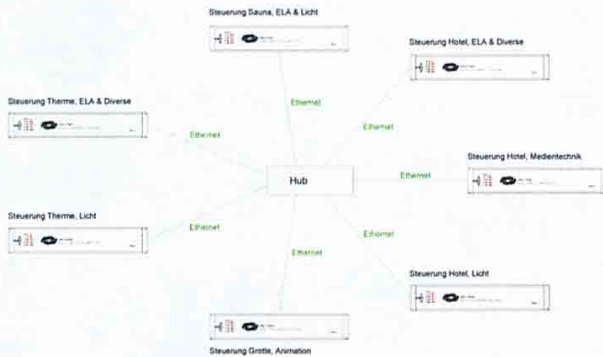 Steuerung Sauna, ELA & Licht
Steuerung Hotel, ELA & Diverse
Ethernet
Steuerung Therme, ELA & Diverse
Ethernet
Ethernet
Steuerung Hotel, Medientechnik
Hub
Ethernet
Steuerung Therme, Licht
Ethernet
Ethernet
Ethernet
Steuerung Hotel, Licht
Steuerung Grotte, Animation